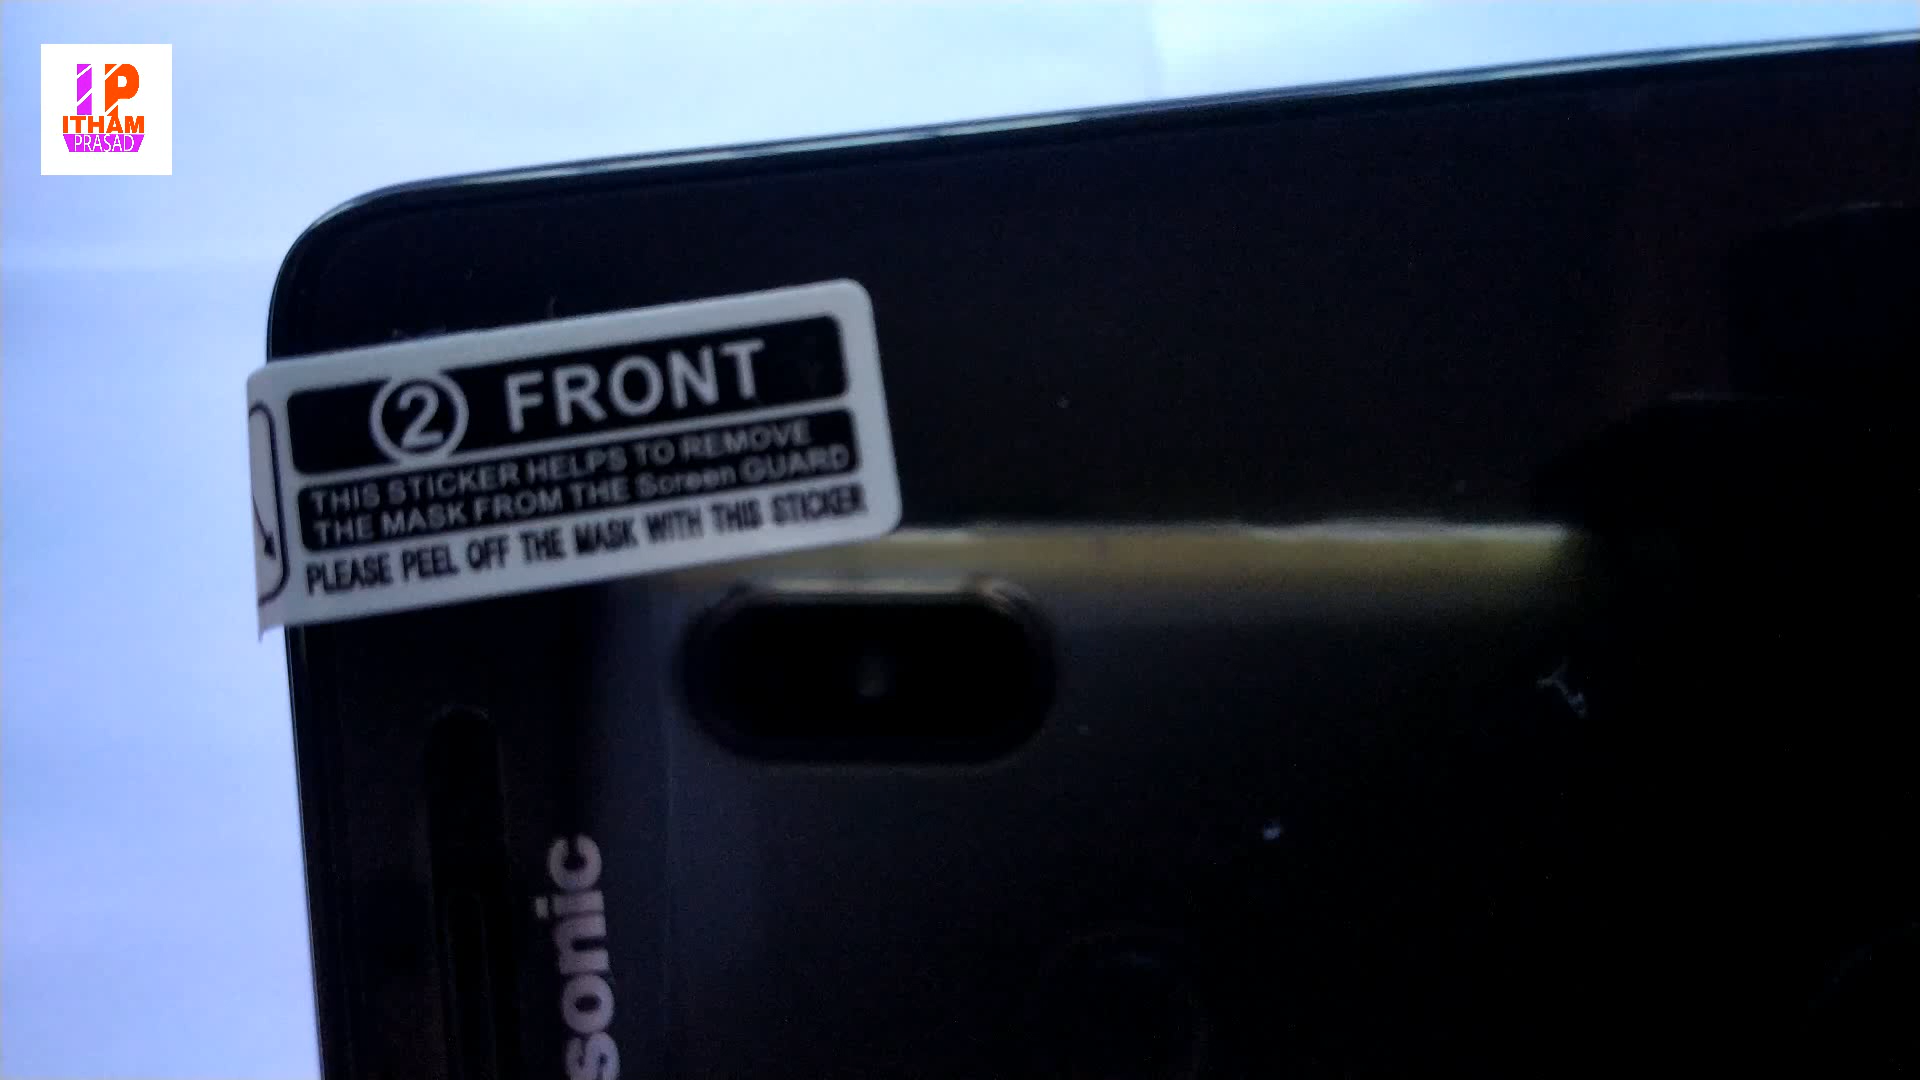 IP
ITHAM
PRASAD
2 FRONT
THIS STICKER HELPS TO REMOVE
THE MASK FROM THE Screen GUARD
PLEASE PEEL OFF THE MASK WITH THIS STICKER
sonic